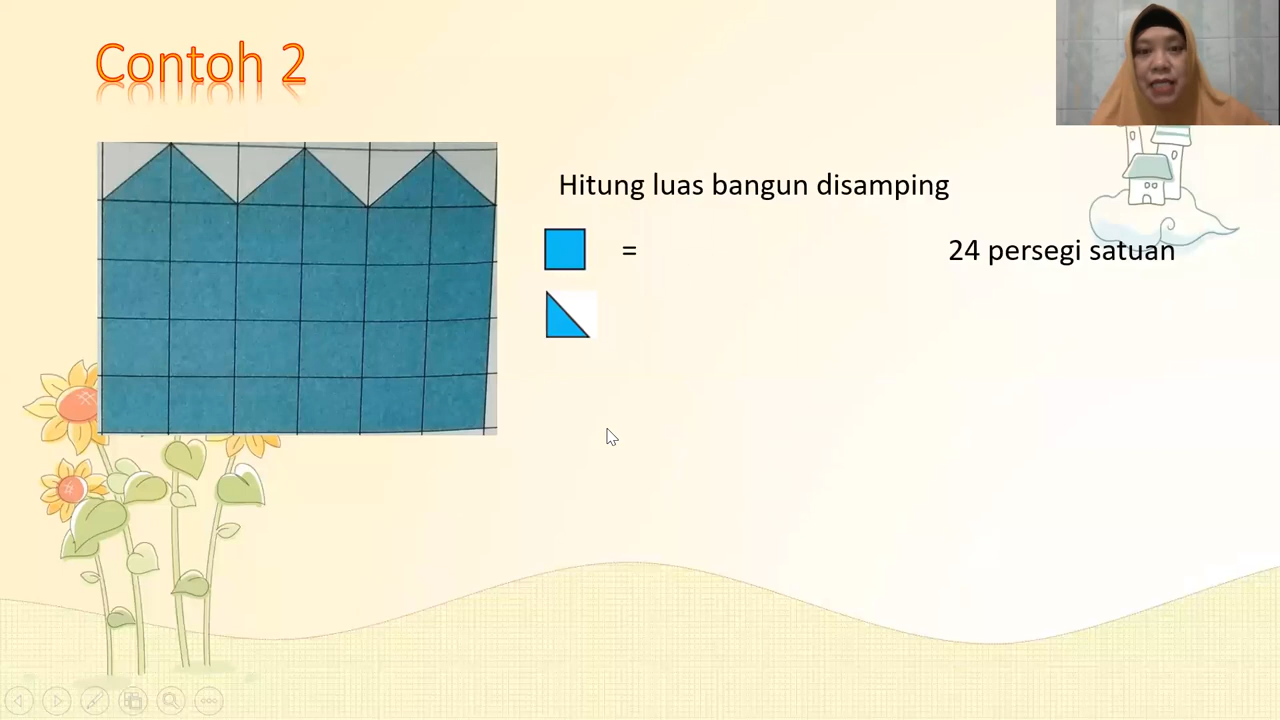 Contoh 2
Hitung luas bangun disamping
= 24 persegi satuan